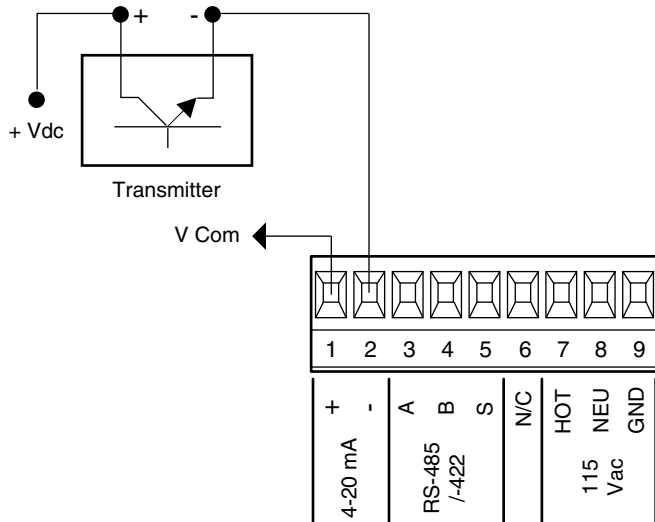 + -
+ Vdc
Transmitter
V Com
1 2 3 4 5 6 7 8 9
+ - A B S N/C HOT NEU GND
4-20 mA RS-485 115
/-422 Vac